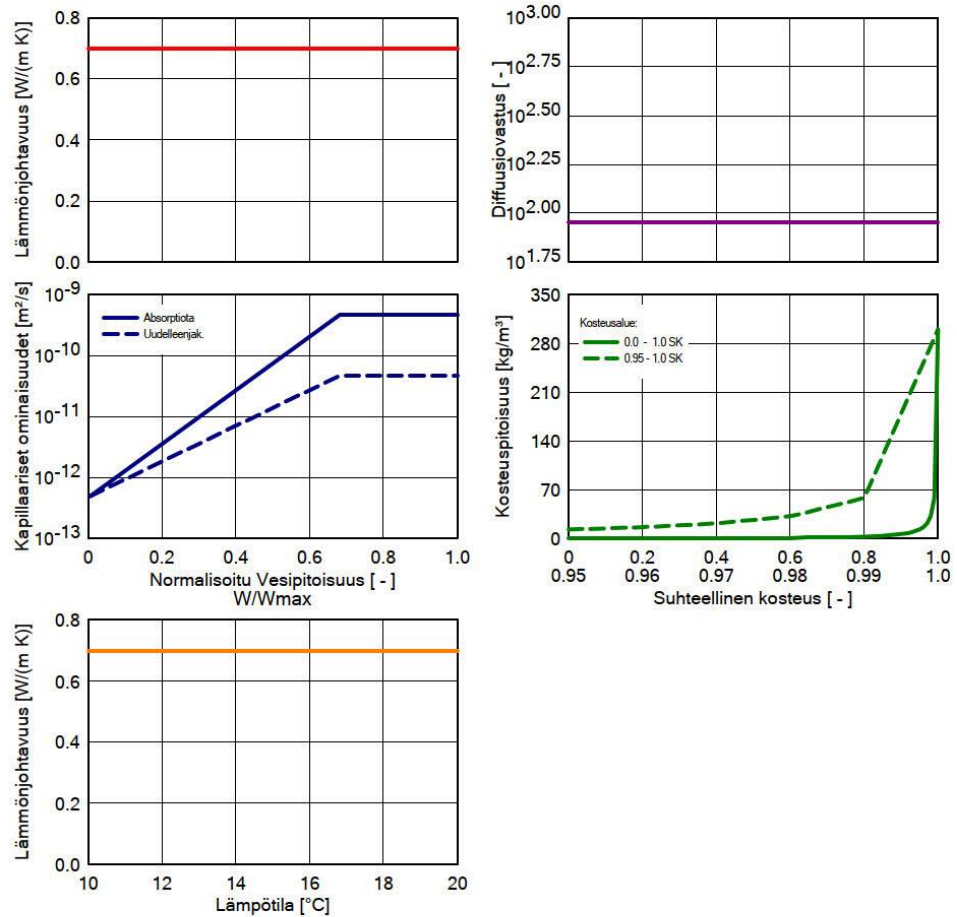 Lämmönjohtavuus [W/(m K)]
0.8
0.6
0.4
0.2
0.0
Diffuusiovastus [ - ]
10^3.00
10^2.75
10^2.50
10^2.25
10^2.00
10^1.75
Kapillaariset ominaisuudet [m²/s]
10^-9
10^-10
10^-11
10^-12
10^-13
Absorptiota
Uudelleenjak.
0 0.2 0.4 0.6 0.8 1.0
Normalisoitu Vesipitoisuus [ - ]
W/Wmax
Kosteuspitoisuus [kg/m³]
350
280
210
140
70
0
Kosteusalue:
0.0 - 1.0 SK
0.95 - 1.0 SK
0 0.2 0.4 0.6 0.8 1.0
0.95 0.96 0.97 0.98 0.99 1.0
Suhteellinen kosteus [ - ]
Lämmönjohtavuus [W/(m K)]
0.8
0.6
0.4
0.2
0.0
10 12 14 16 18 20
Lämpötila [°C]